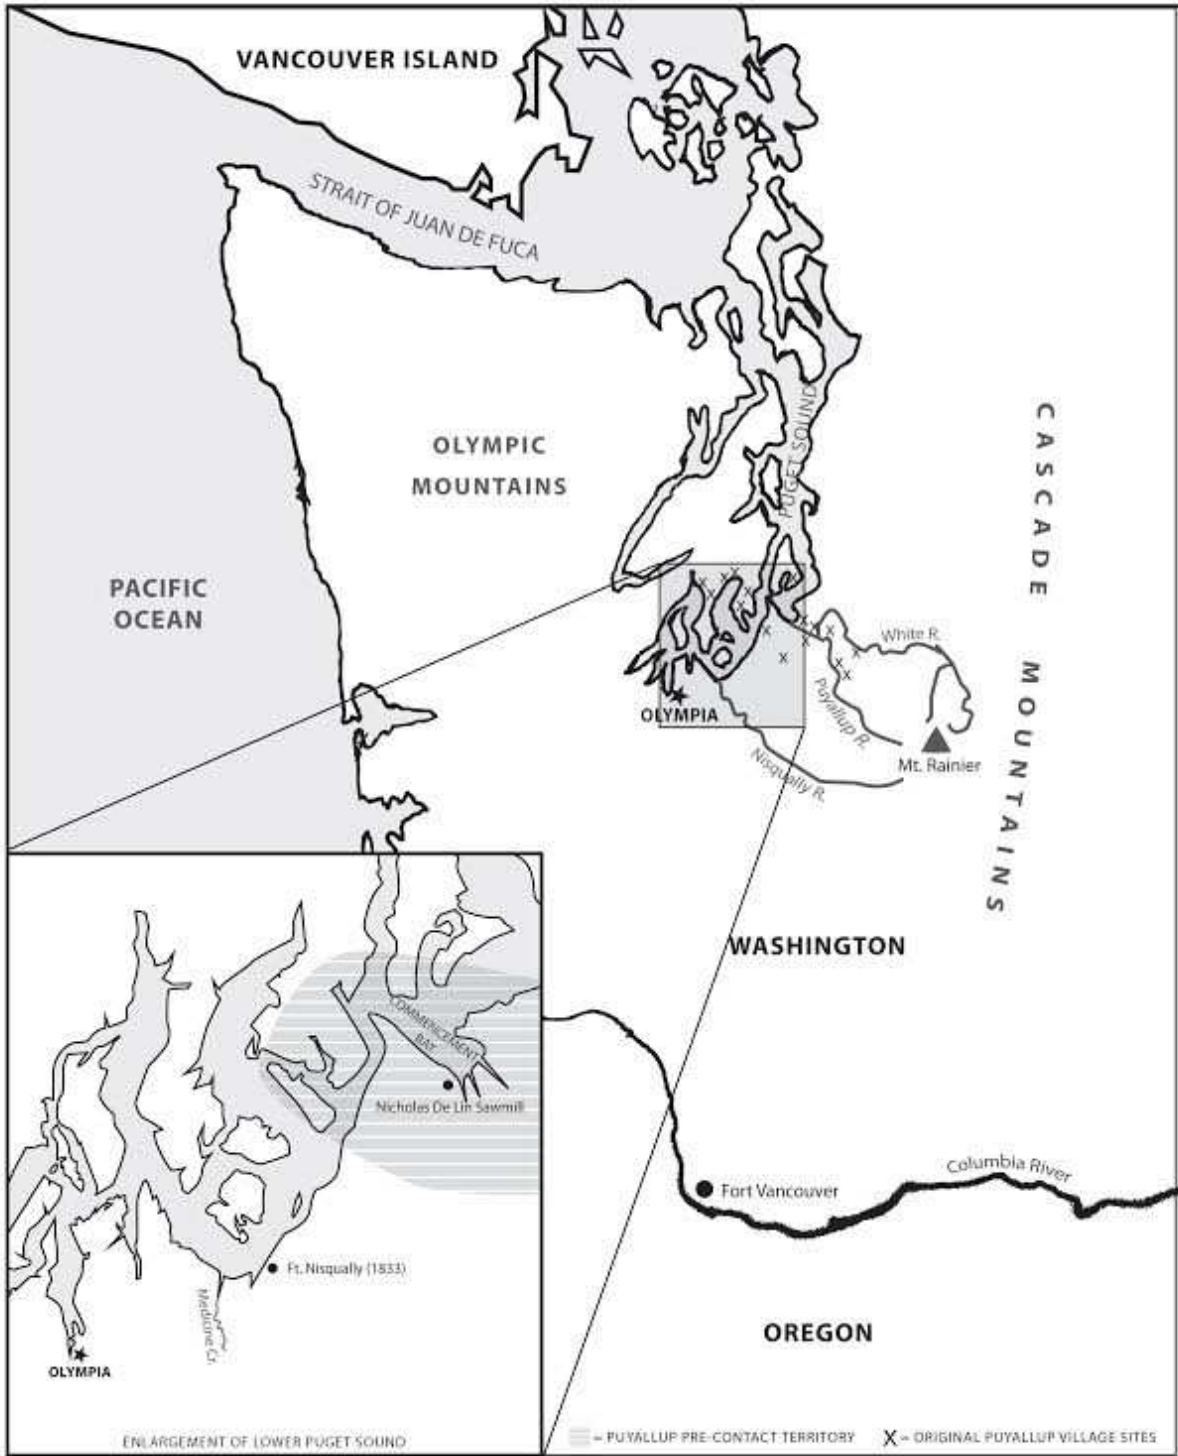 VANCOUVER ISLAND
STRAIT OF JUAN DE FUCA
PUGET SOUND
OLYMPIC
MOUNTAINS
CASCADE MOUNTAINS
PACIFIC
OCEAN
White R.
Puyallup R.
OLYMPIA
Nisqually R.
Mt. Rainier
WASHINGTON
COMMENCEMENT
BAY
Nicholas De Lin Sawmill
Columbia River
Fort Vancouver
Ft. Nisqually (1833)
Medicine Cr.
OLYMPIA
OREGON
ENLARGEMENT OF LOWER PUGET SOUND
= PUYALLUP PRE-CONTACT TERRITORY
X = ORIGINAL PUYALLUP VILLAGE SITES